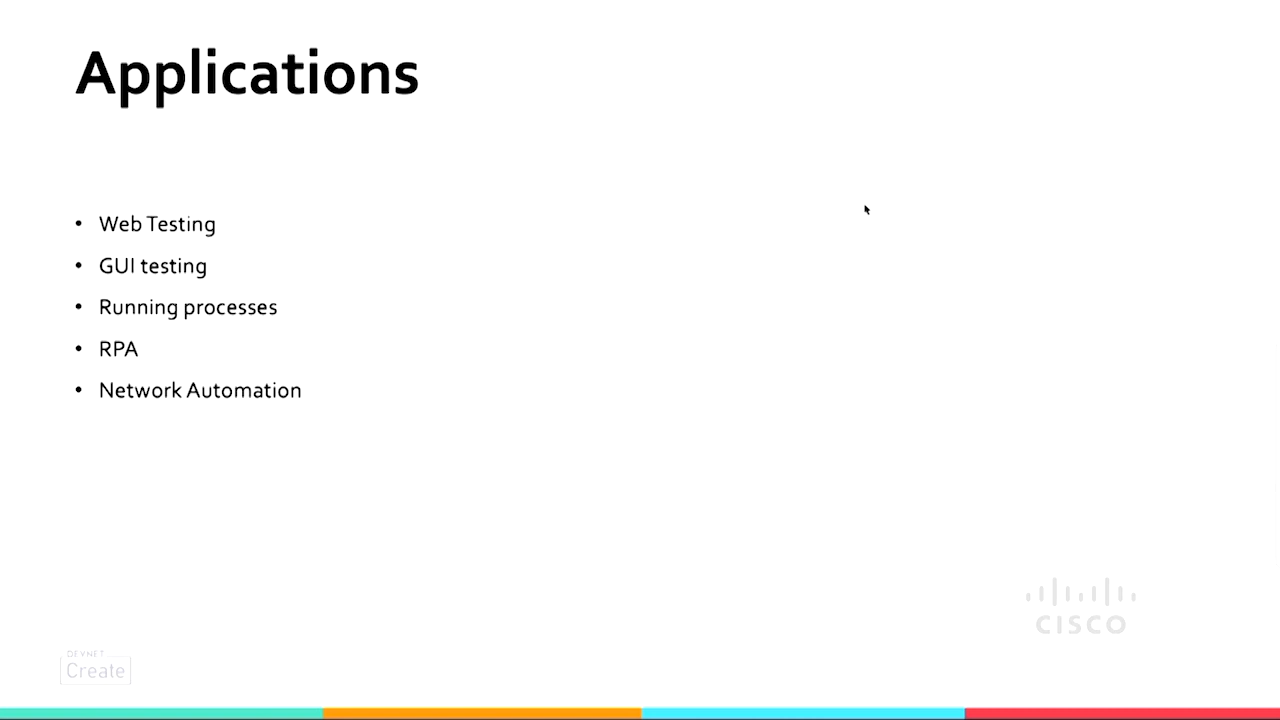 Applications
• Web Testing
• GUI testing
• Running processes
• RPA
• Network Automation
CISCO
DEVNET
Create